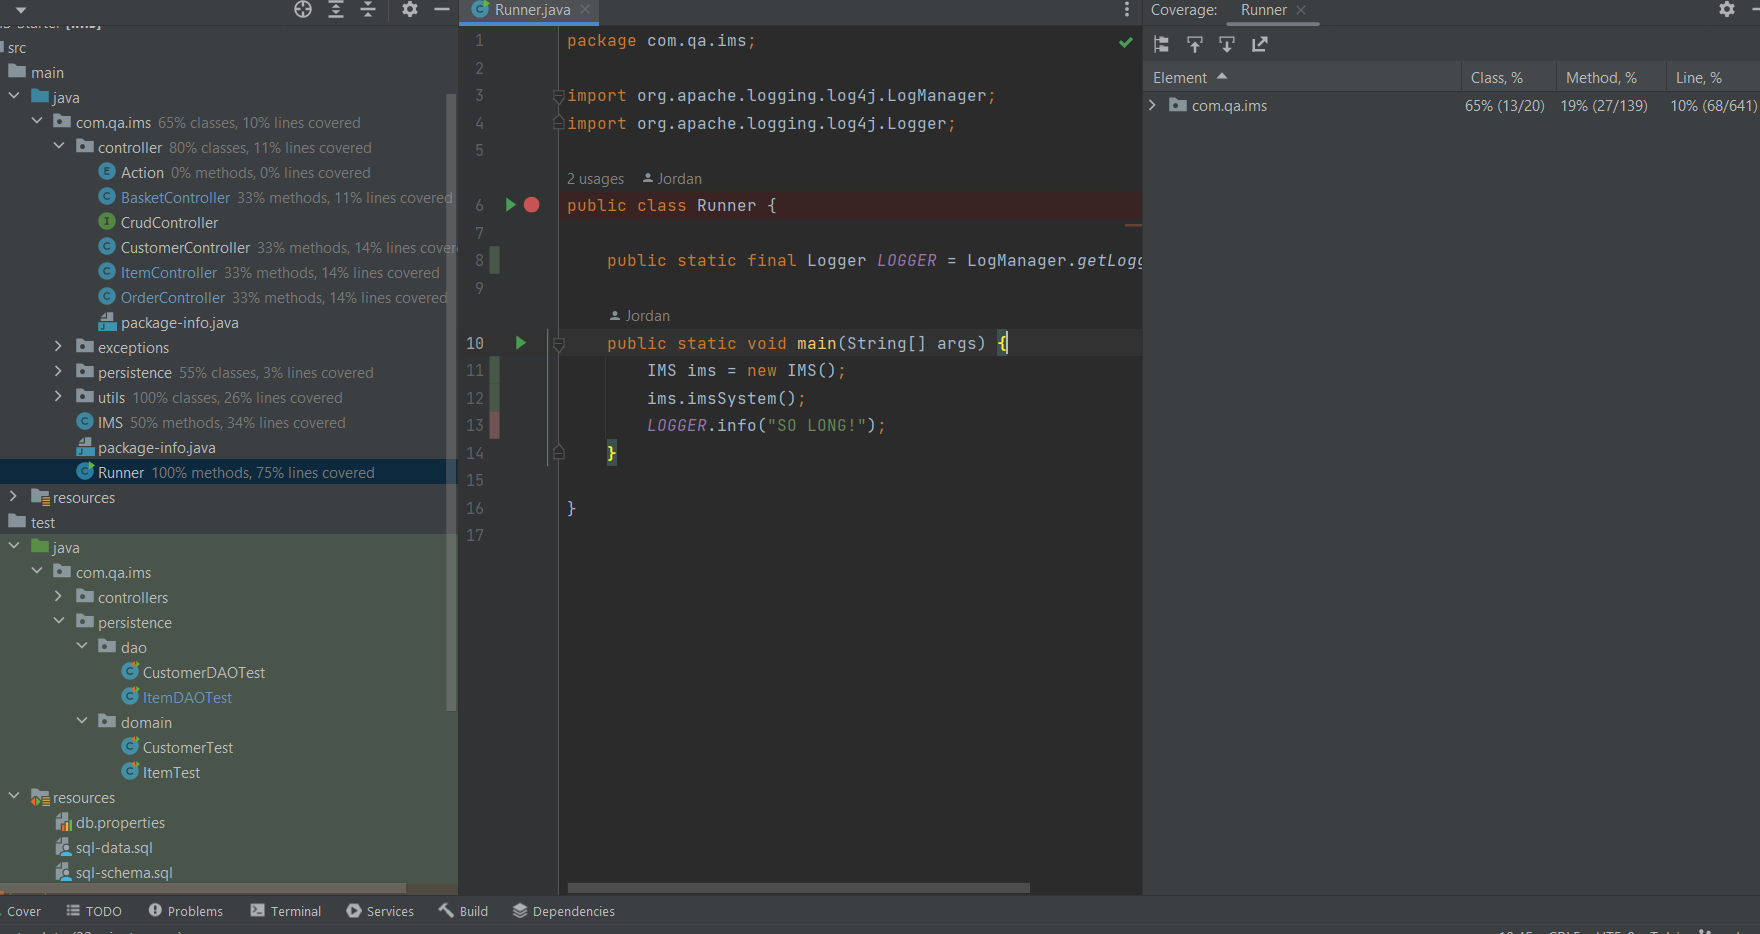 src
main
java
com.qa.ims 65% classes, 10% lines covered
controller 80% classes, 11% lines covered
Action 0% methods, 0% lines covered
BasketController 33% methods, 11% lines covered
CrudController
CustomerController 33% methods, 14% lines cover
ItemController 33% methods, 14% lines covered
OrderController 33% methods, 14% lines covered
package-info.java
exceptions
persistence 55% classes, 3% lines covered
utils 100% classes, 26% lines covered
IMS 50% methods, 34% lines covered
package-info.java
Runner 100% methods, 75% lines covered
resources
test
java
com.qa.ims
controllers
persistence
dao
CustomerDAOTest
ItemDAOTest
domain
CustomerTest
ItemTest
resources
db.properties
sql-data.sql
sql-schema.sql
Runner.java
1 package com.qa.ims;
2
3 import org.apache.logging.log4j.LogManager;
4 import org.apache.logging.log4j.Logger;
5
2 usages Jordan
6 public class Runner {
7
8 public static final Logger LOGGER = LogManager.getLogg
9
Jordan
10 public static void main(String[] args) {
11 IMS ims = new IMS();
12 ims.imsSystem();
13 LOGGER.info("SO LONG!");
14 }
15
16 }
17
Coverage: Runner
Element Class, % Method, % Line, %
com.qa.ims 65% (13/20) 19% (27/139) 10% (68/641)
Cover TODO Problems Terminal Services Build Dependencies